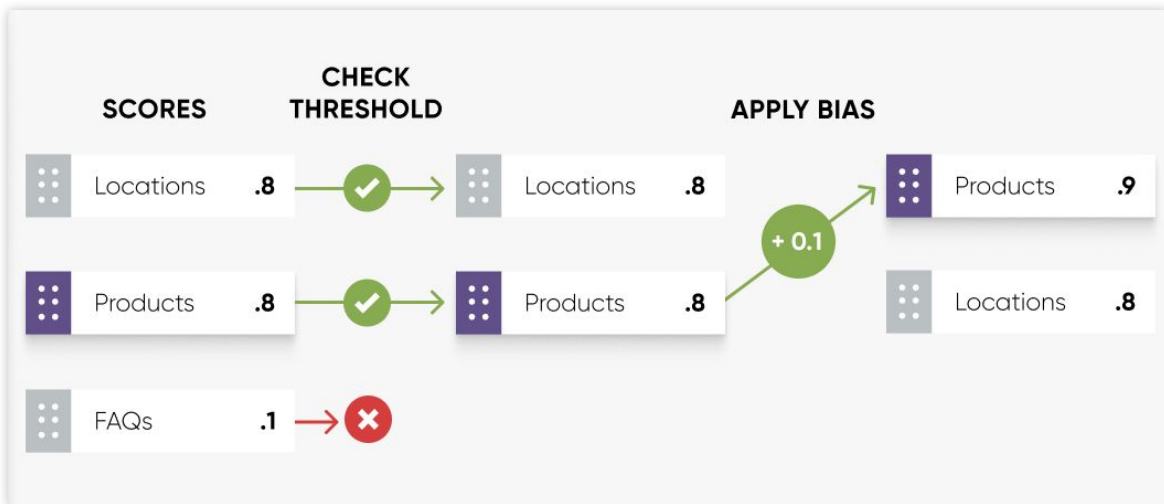 SCORES
CHECK
THRESHOLD
APPLY BIAS
Locations .8
Locations .8
Products .9
+ 0.1
Products .8
Products .8
Locations .8
FAQs .1